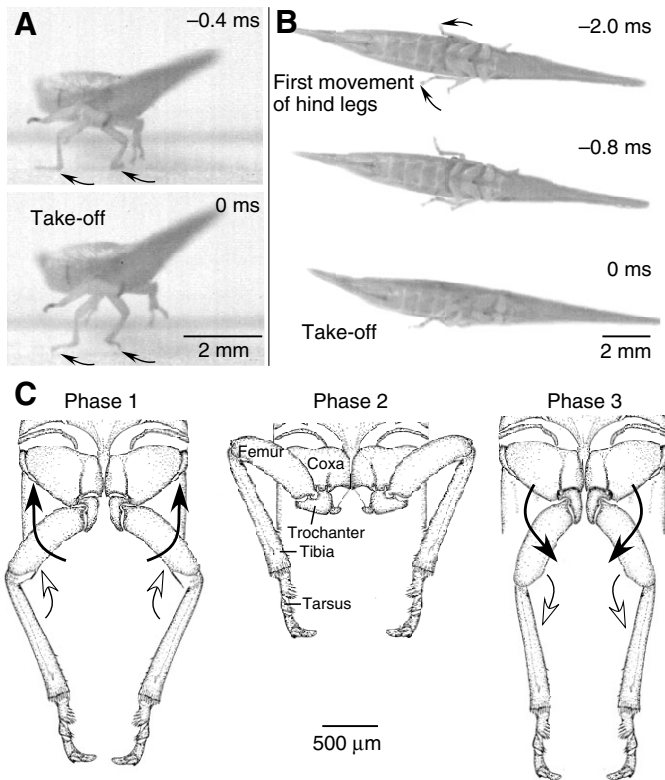 A
–0.4 ms
0 ms
Take-off
2 mm
B
–2.0 ms
First movement
of hind legs
–0.8 ms
0 ms
Take-off
2 mm
C
Phase 1
Phase 2
Phase 3
Femur
Coxa
Trochanter
Tibia
Tarsus
500 µm